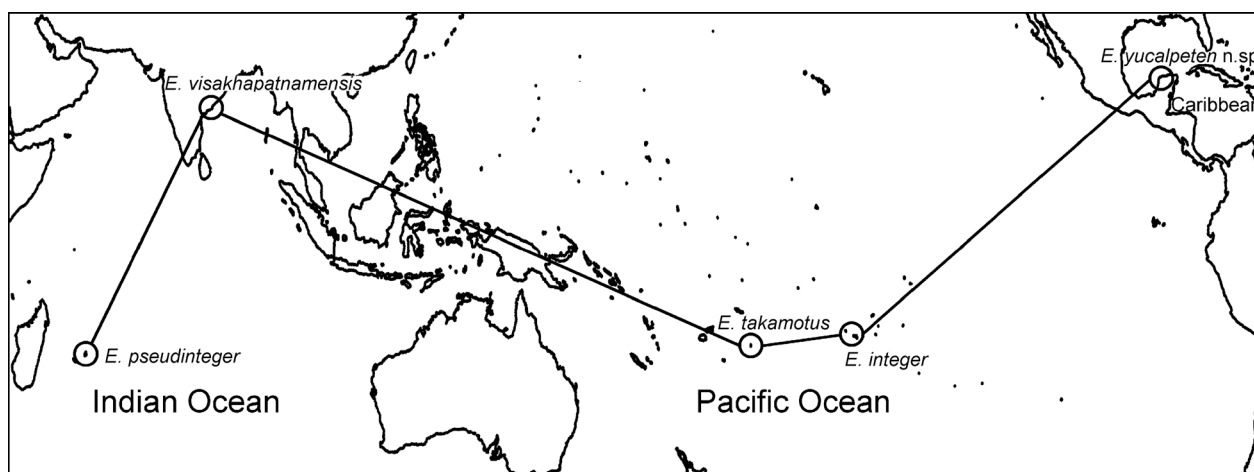 E. yucalpeten n.sp
E. visakhapatnamensis
Caribbean
E. takamotus
E. pseudinteger
E. integer
Indian Ocean
Pacific Ocean